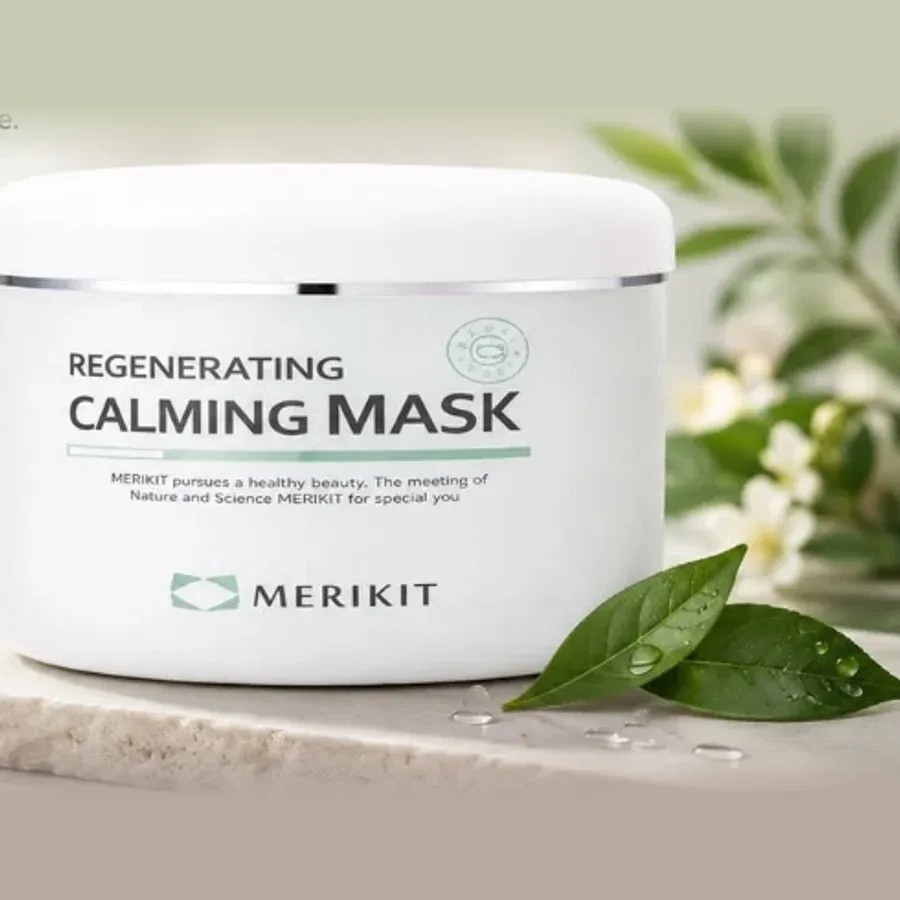 e.
REGENERATING
CALMING MASK
MERIKIT pursues a healthy beauty. The meeting of
Nature and Science MERIKIT for special you
MERIKIT